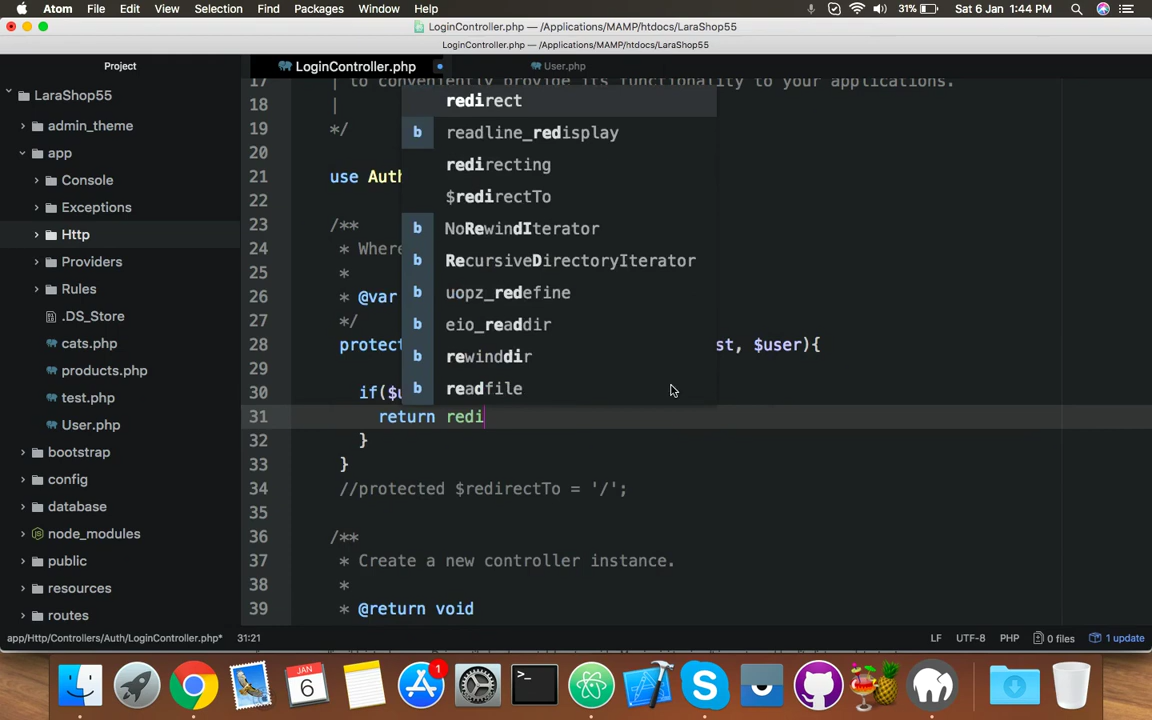 Atom File Edit View Selection Find Packages Window Help 31% Sat 6 Jan 1:44 PM
LoginController.php — /Applications/MAMP/htdocs/LaraShop55
LoginController.php — /Applications/MAMP/htdocs/LaraShop55
Project
LoginController.php
User.php
LaraShop55
admin_theme
app
Console
Exceptions
Http
Providers
Rules
.DS_Store
cats.php
products.php
test.php
User.php
bootstrap
config
database
node_modules
public
resources
routes
17 | to conveniently provide its functionality to your applications.
18 |
19 */
20
21 use Auth
22
23 /**
24 * Where
25 *
26 * @var
27 */
28 protect st, $user){
30 if($u
31 return redi
32 }
33 }
34 //protected $redirectTo = '/';
35
36 /**
37 * Create a new controller instance.
38 *
39 * @return void
redirect
b readline_redisplay
redirecting
$redirectTo
b NoRewindIterator
b RecursiveDirectoryIterator
b uopz_redefine
b eio_readdir
b rewinddir
b readfile
app/Http/Controllers/Auth/LoginController.php* 31:21 LF UTF-8 PHP 0 files 1 update
JAN
6
1